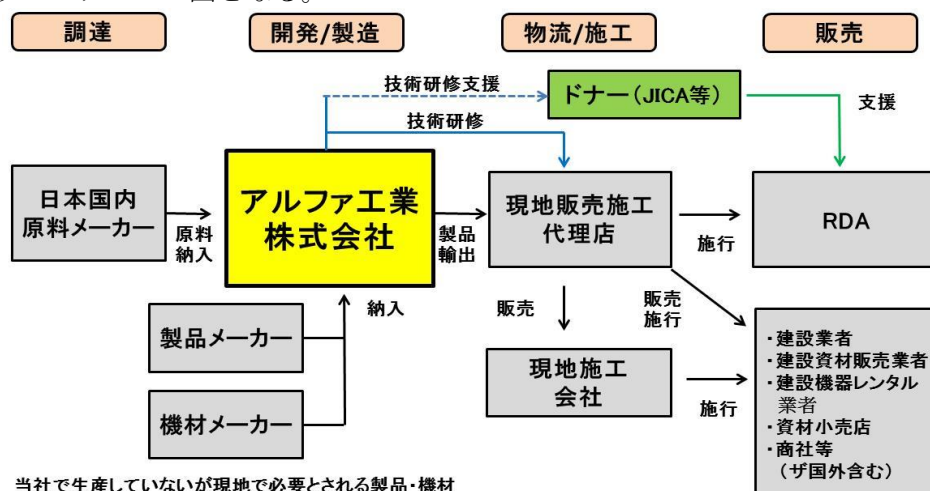 調達
開発/製造
物流/施工
販売
技術研修支援
ドナー(JICA等)
支援
技術研修
日本国内
原料メーカー
原料
納入
アルファ工業
株式会社
製品
輸出
現地販売施工
代理店
施行
RDA
納入
販売
販売
施行
製品メーカー
機材メーカー
現地施工
会社
施行
・建設業者
・建設資材販売業者
・建設機器レンタル
業者
・資材小売店
・商社等
(ザ国外含む)
当社で生産していないが現地で必要とされる製品・機材